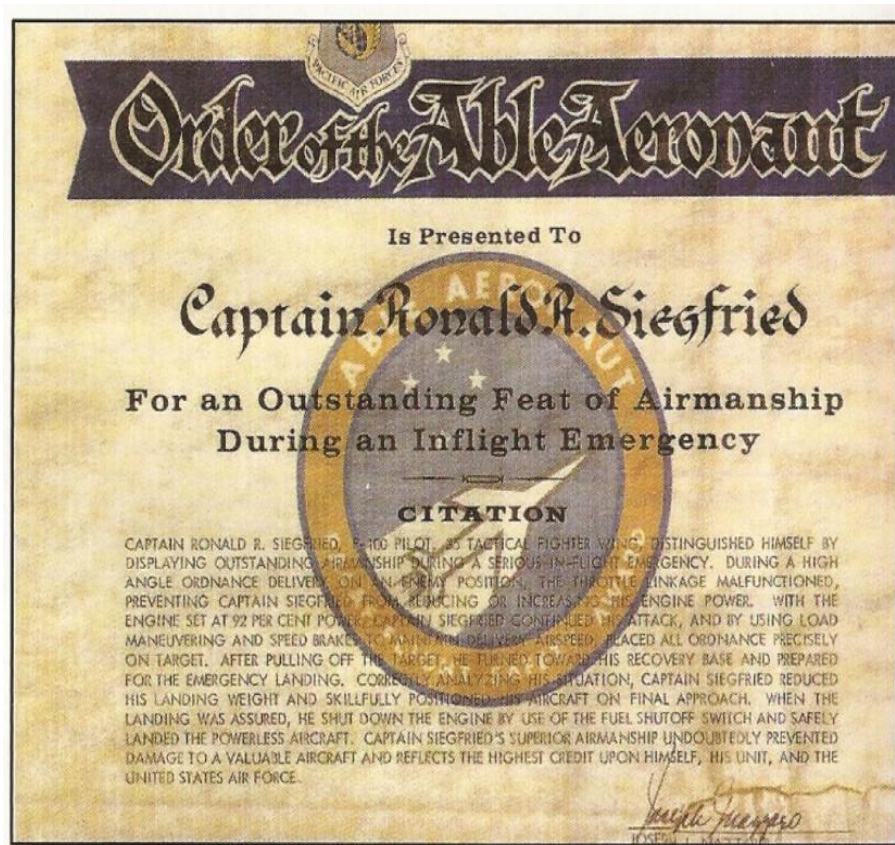 PACIFIC AIR FORCES
Order of the Able Aeronaut
Is Presented To
Captain Ronald R. Siegfried
ABLE AERONAUT
For an Outstanding Feat of Airmanship
During an Inflight Emergency
CITATION
CAPTAIN RONALD R. SIEGFRIED, F-100 PILOT, 35 TACTICAL FIGHTER WING, DISTINGUISHED HIMSELF BY
DISPLAYING OUTSTANDING AIRMANSHIP DURING A SERIOUS IN-FLIGHT EMERGENCY. DURING A HIGH
ANGLE ORDNANCE DELIVERY ON AN ENEMY POSITION, THE THROTTLE LINKAGE MALFUNCTIONED,
PREVENTING CAPTAIN SIEGFRIED FROM REDUCING OR INCREASING HIS ENGINE POWER. WITH THE
ENGINE SET AT 92 PER CENT POWER, CAPTAIN SIEGFRIED CONTINUED HIS ATTACK, AND BY USING LOAD
MANEUVERING AND SPEED BRAKES TO MAINTAIN DELIVERY AIRSPEED, PLACED ALL ORDNANCE PRECISELY
ON TARGET. AFTER PULLING OFF THE TARGET, HE TURNED TOWARD HIS RECOVERY BASE AND PREPARED
FOR THE EMERGENCY LANDING. CORRECTLY ANALYZING HIS SITUATION, CAPTAIN SIEGFRIED REDUCED
HIS LANDING WEIGHT AND SKILLFULLY POSITIONED HIS AIRCRAFT ON FINAL APPROACH. WHEN THE
LANDING WAS ASSURED, HE SHUT DOWN THE ENGINE BY USE OF THE FUEL SHUTOFF SWITCH AND SAFELY
LANDED THE POWERLESS AIRCRAFT. CAPTAIN SIEGFRIED'S SUPERIOR AIRMANSHIP UNDOUBTEDLY PREVENTED
DAMAGE TO A VALUABLE AIRCRAFT AND REFLECTS THE HIGHEST CREDIT UPON HIMSELF, HIS UNIT, AND THE
UNITED STATES AIR FORCE.
JOSEPH J. NAZZARO